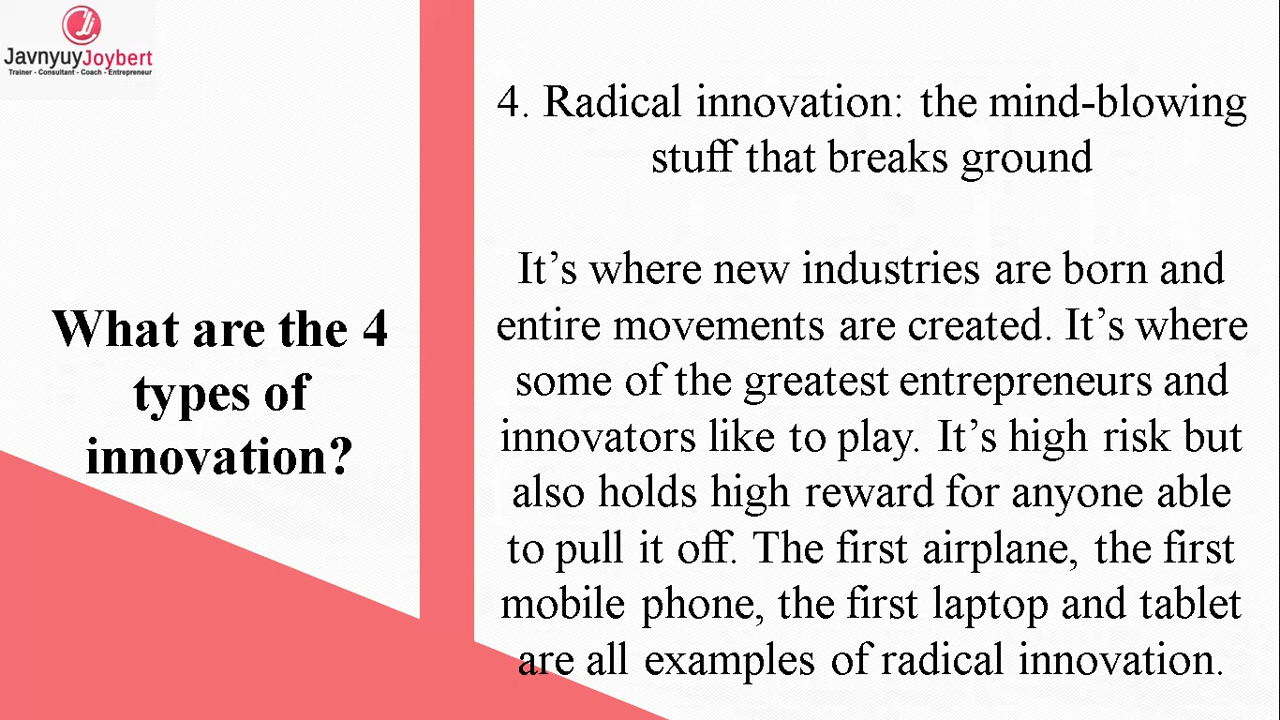 JavnyuyJoybert
Trainer - Consultant - Coach - Entrepreneur
What are the 4
types of
innovation?
4. Radical innovation: the mind-blowing
stuff that breaks ground
It’s where new industries are born and
entire movements are created. It’s where
some of the greatest entrepreneurs and
innovators like to play. It’s high risk but
also holds high reward for anyone able
to pull it off. The first airplane, the first
mobile phone, the first laptop and tablet
are all examples of radical innovation.